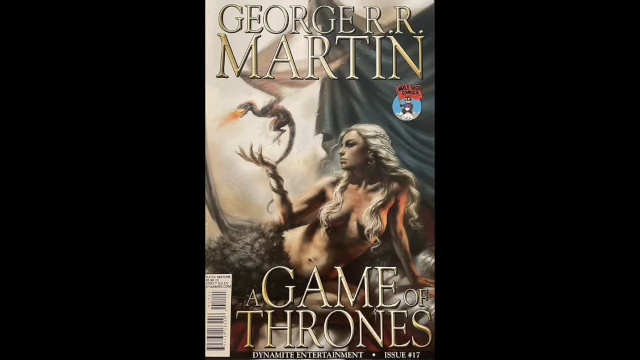 GEORGE R.R.
MARTIN
A GAME OF
THRONES
DYNAMITE ENTERTAINMENT • ISSUE #17